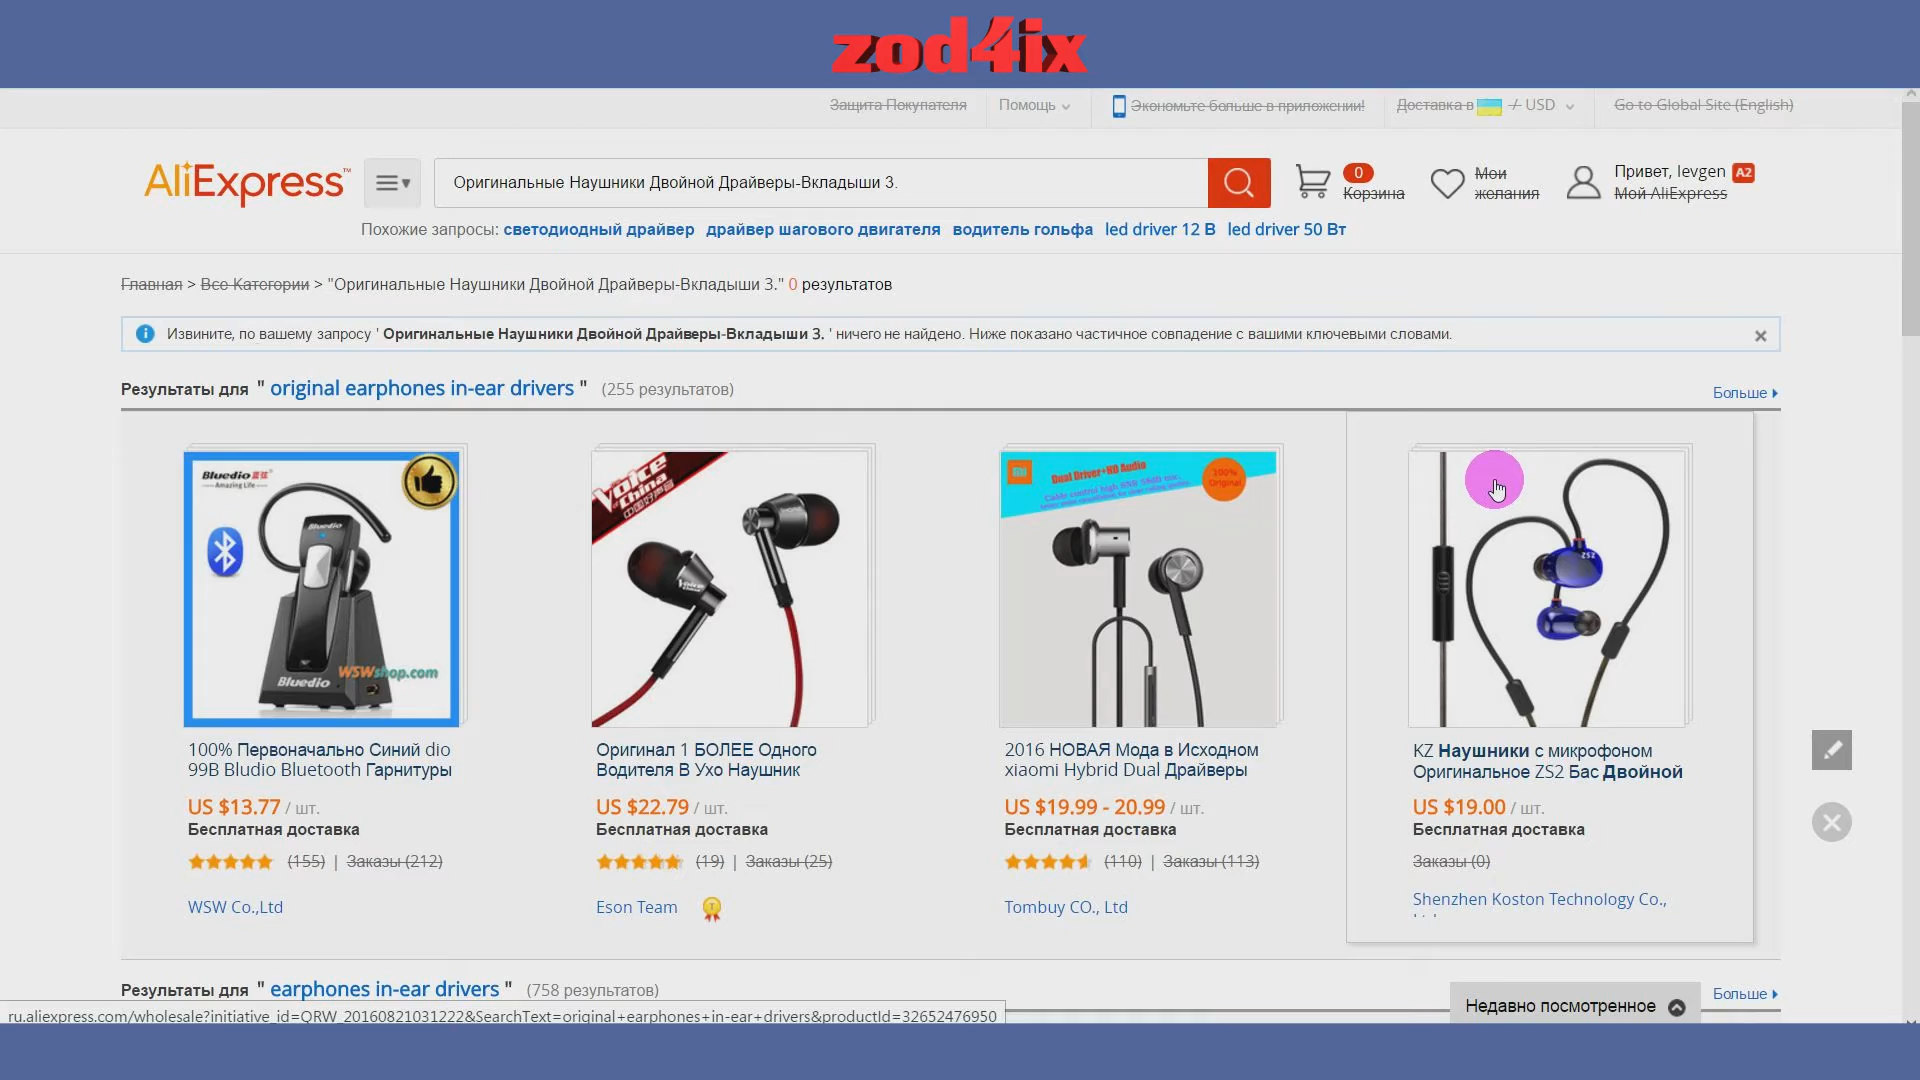 zod4ix
Защита Покупателя
Помощь
Экономьте больше в приложении!
Доставка в / USD
Go to Global Site (English)
AliExpress™
Оригинальные Наушники Двойной Драйверы-Вкладыши 3.
0
Корзина
Мои
желания
Привет, Ievgen A2
Мой AliExpress
Похожие запросы: светодиодный драйвер драйвер шагового двигателя водитель гольфа led driver 12 В led driver 50 Вт
Главная > Все Категории > "Оригинальные Наушники Двойной Драйверы-Вкладыши 3." 0 результатов
Извините, по вашему запросу ' Оригинальные Наушники Двойной Драйверы-Вкладыши 3. ' ничего не найдено. Ниже показано частичное совпадение с вашими ключевыми словами.
Результаты для " original earphones in-ear drivers " (255 результатов)
Больше
Bluedio
Amazing Life
Bluedio
WSWshop.com
Bluedio
Voice
China
Dual Driver+HD Audio
100%
Original
ZS2
100% Первоначально Синий dio
99B Bludio Bluetooth Гарнитуры
US $13.77 / шт.
Бесплатная доставка
(155) | Заказы (212)
WSW Co.,Ltd
Оригинал 1 БОЛЕЕ Одного
Водителя В Ухо Наушник
US $22.79 / шт.
Бесплатная доставка
(19) | Заказы (25)
Eson Team
2016 НОВАЯ Мода в Исходном
xiaomi Hybrid Dual Драйверы
US $19.99 - 20.99 / шт.
Бесплатная доставка
(110) | Заказы (113)
Tombuy CO., Ltd
KZ Наушники с микрофоном
Оригинальное ZS2 Бас Двойной
US $19.00 / шт.
Бесплатная доставка
Заказы (0)
Shenzhen Koston Technology Co.,
Результаты для " earphones in-ear drivers " (758 результатов)
Больше
Недавно посмотренное
ru.aliexpress.com/wholesale?initiative_id=QRW_20160821031222&SearchText=original+earphones+in-ear+drivers&productId=32652476950